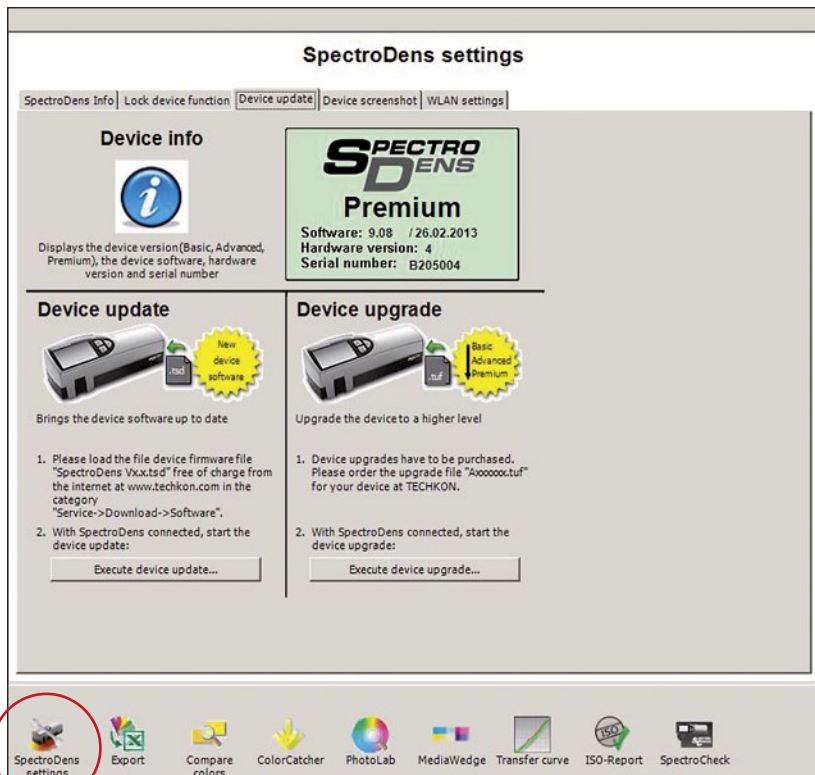 SpectroDens settings
SpectroDens Info Lock device function Device update Device screenshot WLAN settings
Device info
Displays the device version(Basic, Advanced,
Premium), the device software, hardware
version and serial number
SPECTRO
DENS
Premium
Software: 9.08 / 26.02.2013
Hardware version: 4
Serial number: B205004
Device update
.tsd
New
device
software
Brings the device software up to date
1. Please load the file device firmware file
"SpectroDens Vx.x.tsd" free of charge from
the internet at www.techkon.com in the
category
"Service->Download->Software".
2. With SpectroDens connected, start the
device update:
Execute device update...
Device upgrade
.tuf
Basic
Advanced
Premium
Upgrade the device to a higher level
1. Device upgrades have to be purchased.
Please order the upgrade file "Axxxxxx.tuf"
for your device at TECHKON.
2. With SpectroDens connected, start the
device upgrade:
Execute device upgrade...
SpectroDens
settings
Export
Compare
colors
ColorCatcher
PhotoLab
MediaWedge
Transfer curve
ISO
ISO-Report
SpectroCheck